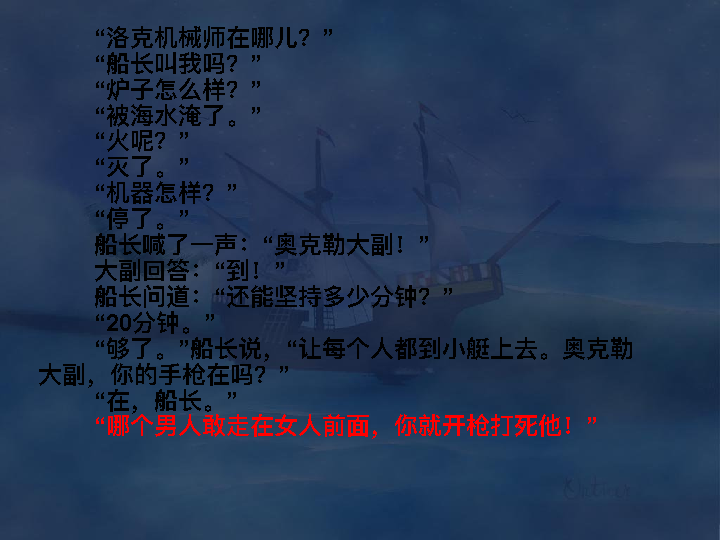 “洛克机械师在哪儿？”
“船长叫我吗？”
“炉子怎么样？”
“被海水淹了。”
“火呢？”
“灭了。”
“机器怎样？”
“停了。”
船长喊了一声：“奥克勒大副！”
大副回答：“到！”
船长问道：“还能坚持多少分钟？”
“20分钟。”
“够了。”船长说，“让每个人都到小艇上去。奥克勒
大副，你的手枪在吗？”
“在，船长。”
“哪个男人敢走在女人前面，你就开枪打死他！”